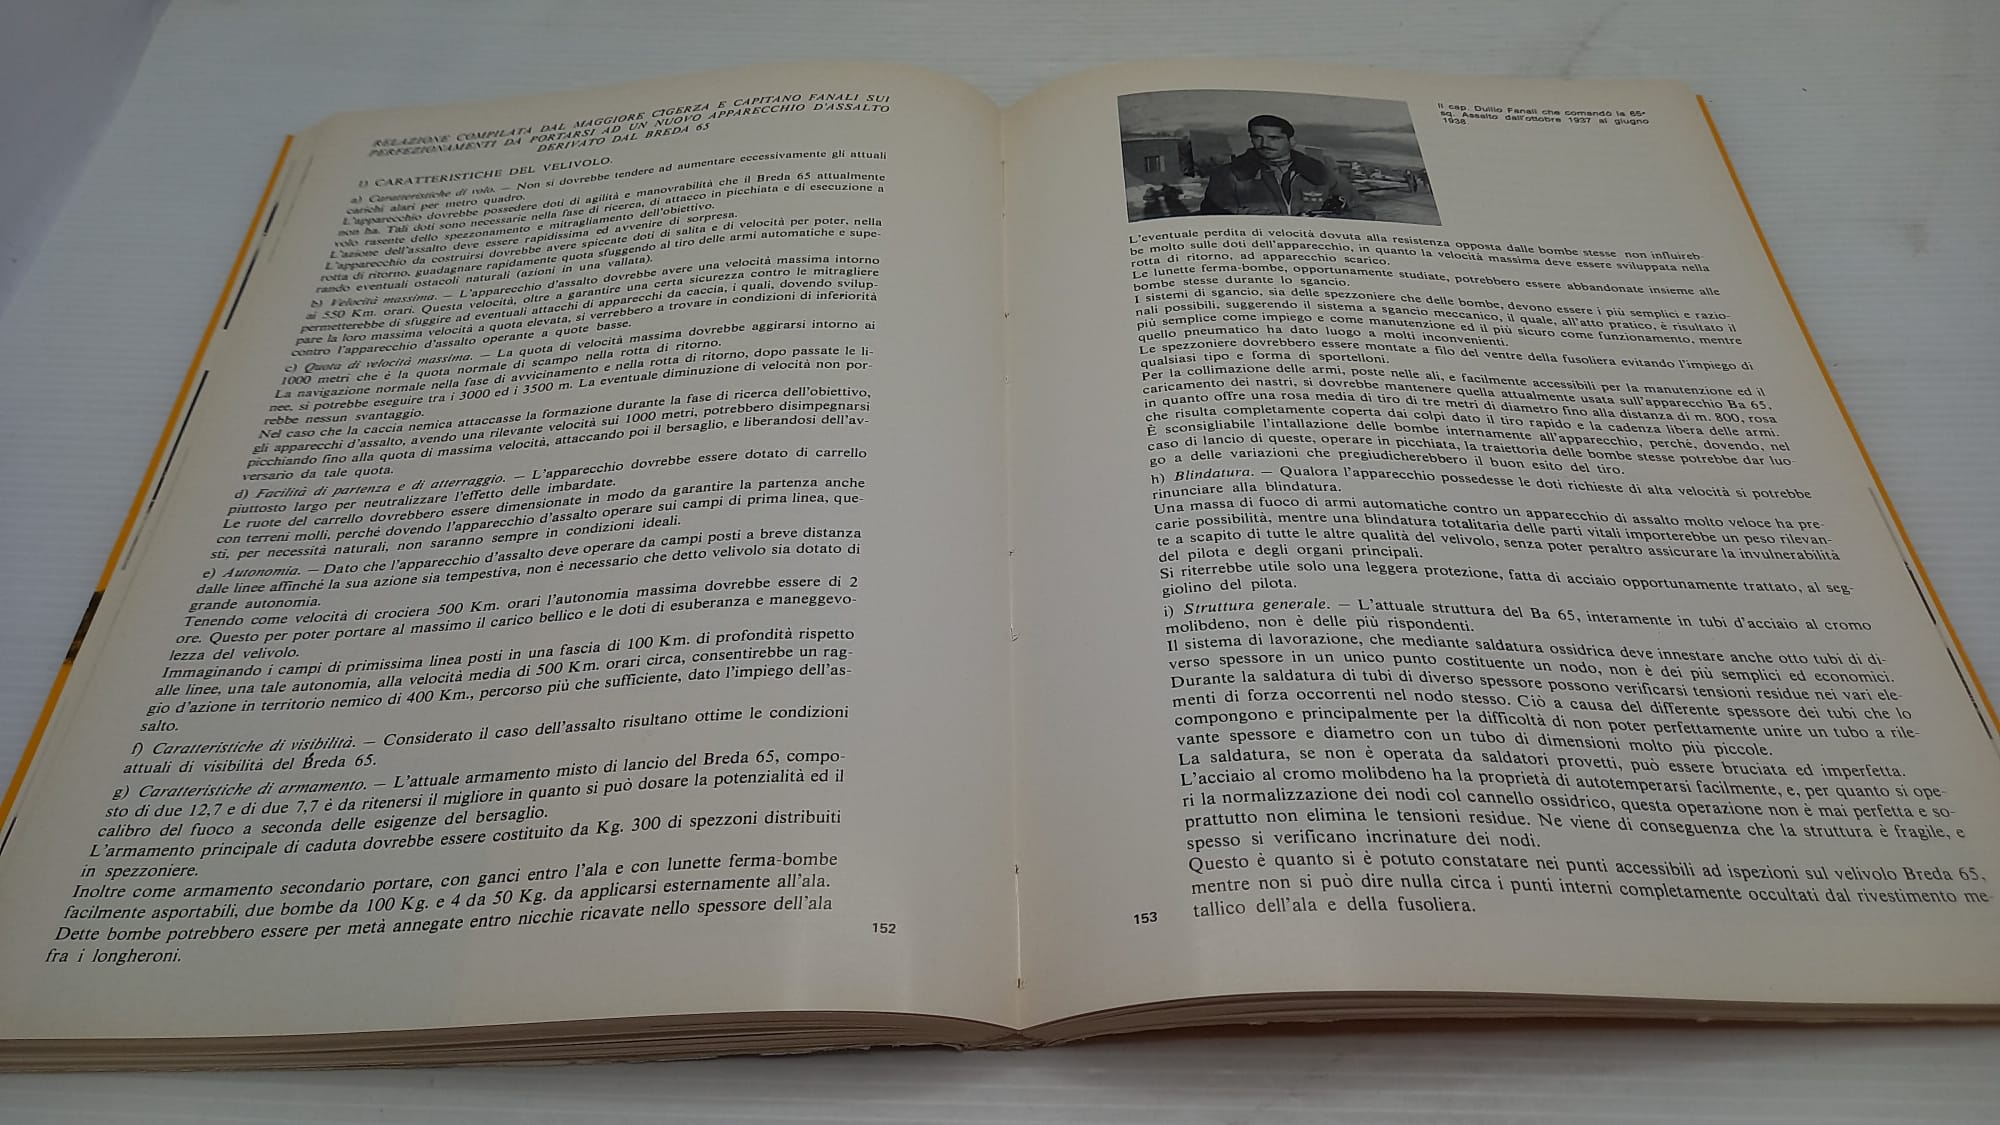 RELAZIONE COMPILATA DAL MAGGIORE CIGERZA E CAPITANO FANALI SUI
PERFEZIONAMENTI DA PORTARSI AD UN NUOVO APPARECCHIO D'ASSALTO
DERIVATO DAL BREDA 65
1) CARATTERISTICHE DEL VELIVOLO.
a) Caratteristiche di volo. — Non si dovrebbe tendere ad aumentare eccessivamente gli attuali
carichi alari per metro quadro.
L'apparecchio dovrebbe possedere doti di agilità e manovrabilità che il Breda 65 attualmente
non ha. Tali doti sono necessarie nella fase di ricerca, di attacco in picchiata e di esecuzione a
volo rasente dello spezzonamento e mitragliamento dell'obiettivo.
L'azione dell'assalto deve essere rapidissima ed avvenire di sorpresa.
L'apparecchio da costruirsi dovrebbe avere spiccate doti di salita e di velocità per poter, nella
rotta di ritorno, guadagnare rapidamente quota sfuggendo al tiro delle armi automatiche e supe-
rando eventuali ostacoli naturali (azioni in una vallata).
b) Velocità massima. — L'apparecchio d'assalto dovrebbe avere una velocità massima intorno
ai 550 Km. orari. Questa velocità, oltre a garantire una certa sicurezza contro le mitragliere
permetterebbe di sfuggire ad eventuali attacchi di apparecchi da caccia, i quali, dovendo svilup-
pare la loro massima velocità a quota elevata, si verrebbero a trovare in condizioni di inferiorità
contro l'apparecchio d'assalto operante a quote basse.
c) Quota di velocità massima. — La quota di velocità massima dovrebbe aggirarsi intorno ai
1000 metri che è la quota normale di scampo nella rotta di ritorno.
La navigazione normale nella fase di avvicinamento e nella rotta di ritorno, dopo passate le li-
nee, si potrebbe eseguire tra i 3000 ed i 3500 m. La eventuale diminuzione di velocità non por-
rebbe nessun svantaggio.
Nel caso che la caccia nemica attaccasse la formazione durante la fase di ricerca dell'obiettivo,
gli apparecchi d'assalto, avendo una rilevante velocità sui 1000 metri, potrebbero disimpegnarsi
picchiando fino alla quota di massima velocità, attaccando poi il bersaglio, e liberandosi dell'av-
versario da tale quota.
d) Facilità di partenza e di atterraggio. — L'apparecchio dovrebbe essere dotato di carrello
piuttosto largo per neutralizzare l'effetto delle imbardate.
Le ruote del carrello dovrebbero essere dimensionate in modo da garantire la partenza anche
con terreni molli, perché dovendo l'apparecchio d'assalto operare sui campi di prima linea, que-
sti, per necessità naturali, non saranno sempre in condizioni ideali.
e) Autonomia. — Dato che l'apparecchio d'assalto deve operare da campi posti a breve distanza
dalle linee affinché la sua azione sia tempestiva, non è necessario che detto velivolo sia dotato di
grande autonomia.
Tenendo come velocità di crociera 500 Km. orari l'autonomia massima dovrebbe essere di 2
ore. Questo per poter portare al massimo il carico bellico e le doti di esuberanza e maneggevo-
lezza del velivolo.
Immaginando i campi di primissima linea posti in una fascia di 100 Km. di profondità rispetto
alle linee, una tale autonomia, alla velocità media di 500 Km. orari circa, consentirebbe un rag-
gio d'azione in territorio nemico di 400 Km., percorso più che sufficiente, dato l'impiego dell'as-
salto.
f) Caratteristiche di visibilità. — Considerato il caso dell'assalto risultano ottime le condizioni
attuali di visibilità del Breda 65.
g) Caratteristiche di armamento. — L'attuale armamento misto di lancio del Breda 65, compo-
sto di due 12,7 e di due 7,7 è da ritenersi il migliore in quanto si può dosare la potenzialità ed il
calibro del fuoco a seconda delle esigenze del bersaglio.
L'armamento principale di caduta dovrebbe essere costituito da Kg. 300 di spezzoni distribuiti
in spezzoniere.
Inoltre come armamento secondario portare, con ganci entro l'ala e con lunette ferma-bombe
facilmente asportabili, due bombe da 100 Kg. e 4 da 50 Kg. da applicarsi esternamente all'ala.
Dette bombe potrebbero essere per metà annegate entro nicchie ricavate nello spessore dell'ala
fra i longheroni.
152
Il cap. Duilio Fanali che comandò la 65ª
sq. Assalto dall'ottobre 1937 al giugno
1938.
L'eventuale perdita di velocità dovuta alla resistenza opposta dalle bombe stesse non influireb-
be molto sulle doti dell'apparecchio, in quanto la velocità massima deve essere sviluppata nella
rotta di ritorno, ad apparecchio scarico.
Le lunette ferma-bombe, opportunamente studiate, potrebbero essere abbandonate insieme alle
bombe stesse durante lo sgancio.
I sistemi di sgancio, sia delle spezzoniere che delle bombe, devono essere i più semplici e razio-
nali possibili, suggerendo il sistema a sgancio meccanico, il quale, all'atto pratico, è risultato il
più semplice come impiego e come manutenzione ed il più sicuro come funzionamento, mentre
quello pneumatico ha dato luogo a molti inconvenienti.
Le spezzoniere dovrebbero essere montate a filo del ventre della fusoliera evitando l'impiego di
qualsiasi tipo e forma di sportelloni.
Per la collimazione delle armi, poste nelle ali, e facilmente accessibili per la manutenzione ed il
caricamento dei nastri, si dovrebbe mantenere quella attualmente usata sull'apparecchio Ba 65,
in quanto offre una rosa media di tiro di tre metri di diametro fino alla distanza di m. 800, rosa
che risulta completamente coperta dai colpi dato il tiro rapido e la cadenza libera delle armi.
È sconsigliabile l'intallazione delle bombe internamente all'apparecchio, perché, dovendo, nel
caso di lancio di queste, operare in picchiata, la traiettoria delle bombe stesse potrebbe dar luo-
go a delle variazioni che pregiudicherebbero il buon esito del tiro.
h) Blindatura. — Qualora l'apparecchio possedesse le doti richieste di alta velocità si potrebbe
rinunciare alla blindatura.
Una massa di fuoco di armi automatiche contro un apparecchio di assalto molto veloce ha pre-
carie possibilità, mentre una blindatura totalitaria delle parti vitali importerebbe un peso rilevan-
te a scapito di tutte le altre qualità del velivolo, senza poter peraltro assicurare la invulnerabilità
del pilota e degli organi principali.
Si riterrebbe utile solo una leggera protezione, fatta di acciaio opportunamente trattato, al seg-
giolino del pilota.
i) Struttura generale. — L'attuale struttura del Ba 65, interamente in tubi d'acciaio al cromo
molibdeno, non è delle più rispondenti.
Il sistema di lavorazione, che mediante saldatura ossidrica deve innestare anche otto tubi di di-
verso spessore in un unico punto costituente un nodo, non è dei più semplici ed economici.
Durante la saldatura di tubi di diverso spessore possono verificarsi tensioni residue nei vari ele-
menti di forza occorrenti nel nodo stesso. Ciò a causa del differente spessore dei tubi che lo
compongono e principalmente per la difficoltà di non poter perfettamente unire un tubo a rile-
vante spessore e diametro con un tubo di dimensioni molto più piccole.
La saldatura, se non è operata da saldatori provetti, può essere bruciata ed imperfetta.
L'acciaio al cromo molibdeno ha la proprietà di autotemperarsi facilmente, e, per quanto si ope-
ri la normalizzazione dei nodi col cannello ossidrico, questa operazione non è mai perfetta e so-
prattutto non elimina le tensioni residue. Ne viene di conseguenza che la struttura è fragile, e
spesso si verificano incrinature dei nodi.
Questo è quanto si è potuto constatare nei punti accessibili ad ispezioni sul velivolo Breda 65,
mentre non si può dire nulla circa i punti interni completamente occultati dal rivestimento me-
tallico dell'ala e della fusoliera.
153